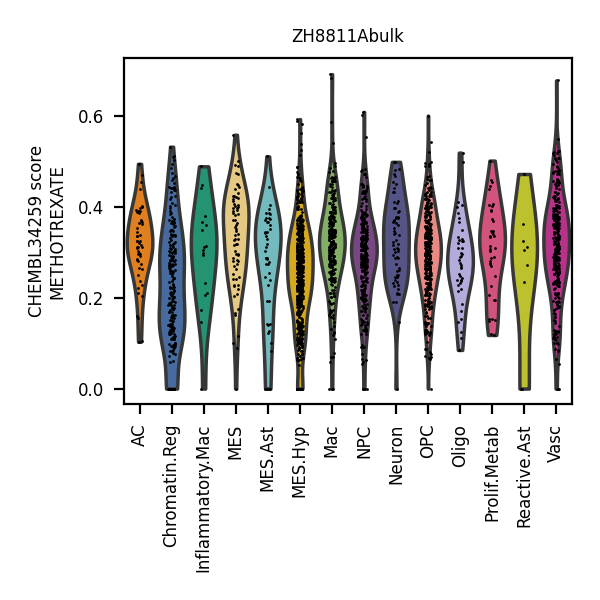 ZH8811Abulk
CHEMBL34259 score
METHOTREXATE
0.6
0.4
0.2
0.0
AC
Chromatin.Reg
Inflammatory.Mac
MES
MES.Ast
MES.Hyp
Mac
NPC
Neuron
OPC
Oligo
Prolif.Metab
Reactive.Ast
Vasc